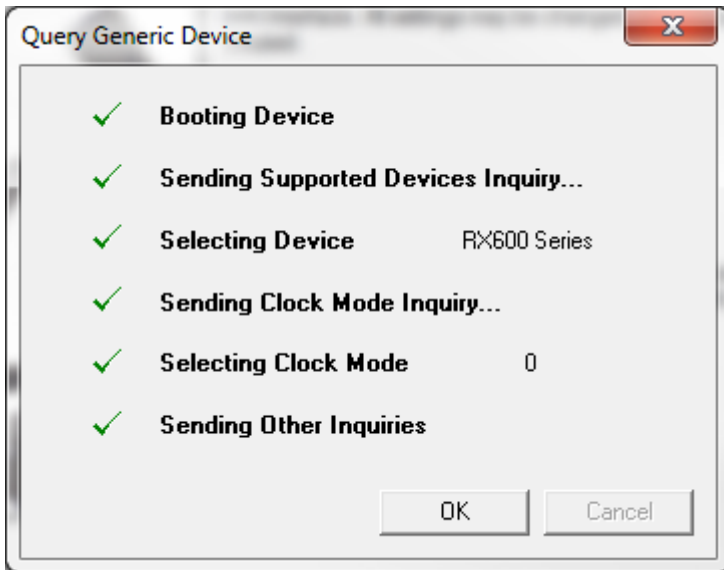 Query Generic Device
Booting Device
Sending Supported Devices Inquiry...
Selecting Device RX600 Series
Sending Clock Mode Inquiry...
Selecting Clock Mode 0
Sending Other Inquiries
OK Cancel